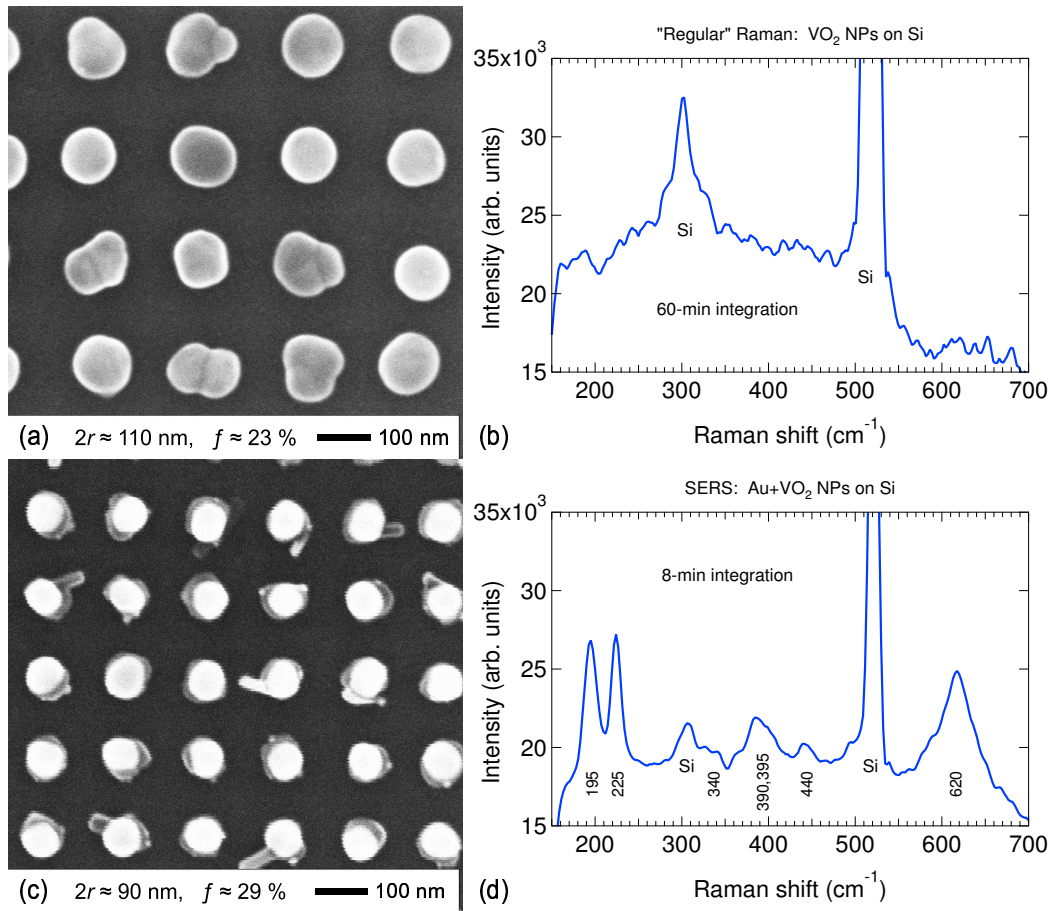 "Regular" Raman: VO₂ NPs on Si
35x10³
30
25
20
15
Intensity (arb. units)
Si
Si
60-min integration
200 300 400 500 600 700
Raman shift (cm⁻¹)
(a) 2r ≈ 110 nm, f ≈ 23 % 100 nm
(b)
SERS: Au+VO₂ NPs on Si
35x10³
30
25
20
15
Intensity (arb. units)
8-min integration
195
225
Si
340
390,395
440
Si
620
200 300 400 500 600 700
Raman shift (cm⁻¹)
(c) 2r ≈ 90 nm, f ≈ 29 % 100 nm
(d)